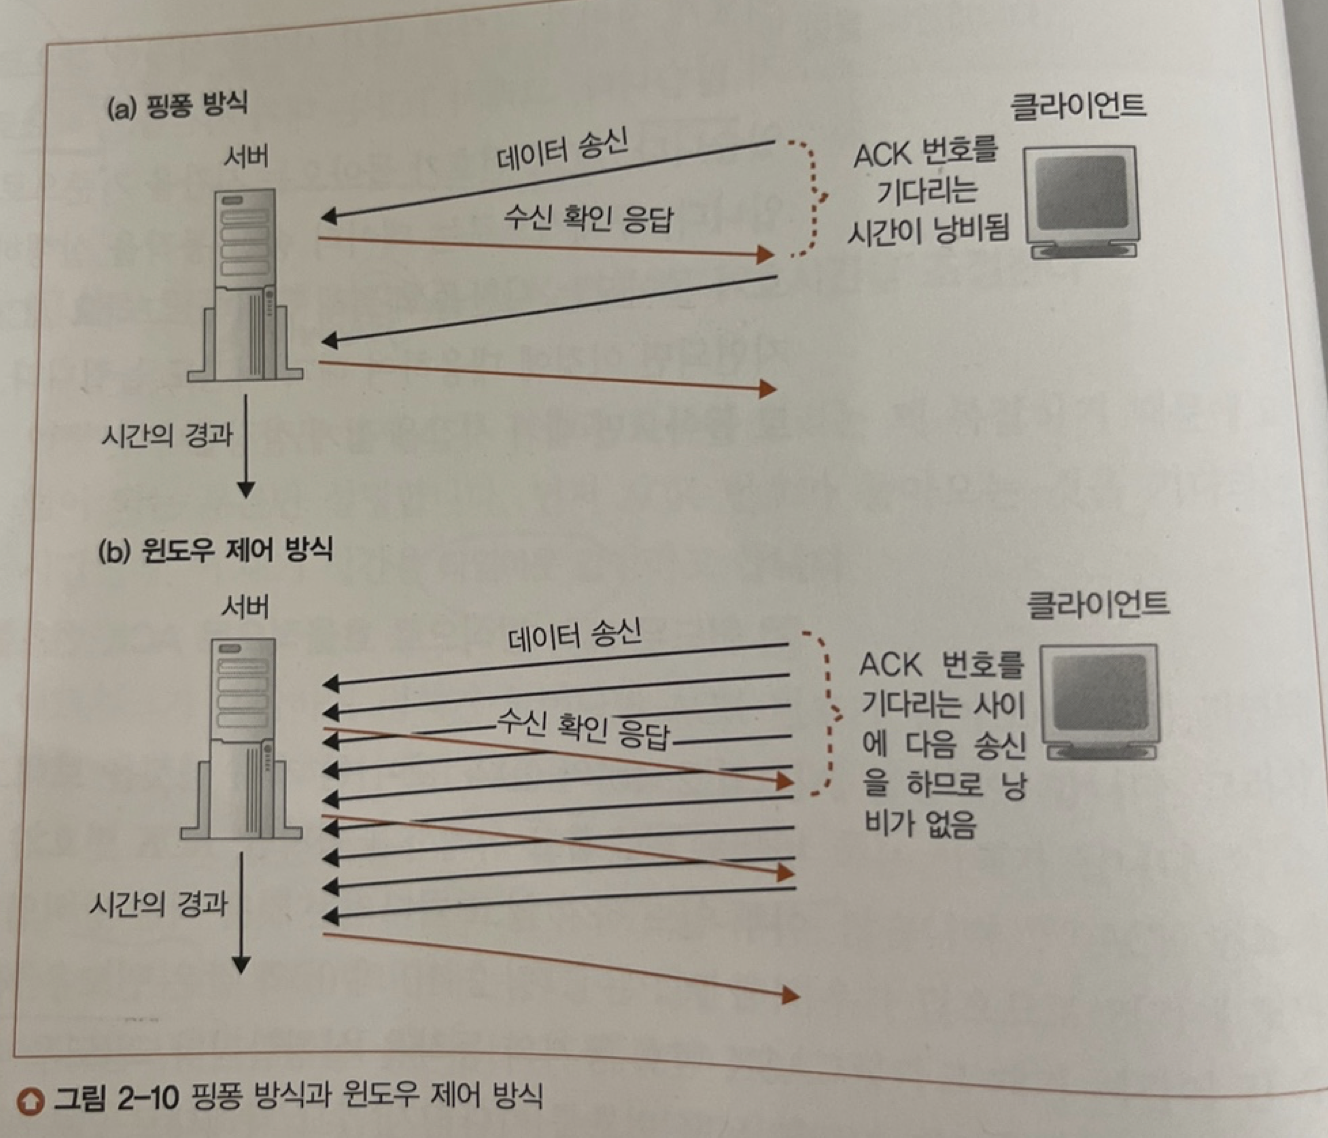 (a) 핑퐁 방식
서버
데이터 송신
수신 확인 응답
ACK 번호를
기다리는
시간이 낭비됨
클라이언트
시간의 경과
(b) 윈도우 제어 방식
서버
데이터 송신
수신 확인 응답
클라이언트
ACK 번호를
기다리는 사이
에 다음 송신
을 하므로 낭
비가 없음
시간의 경과
그림 2-10 핑퐁 방식과 윈도우 제어 방식